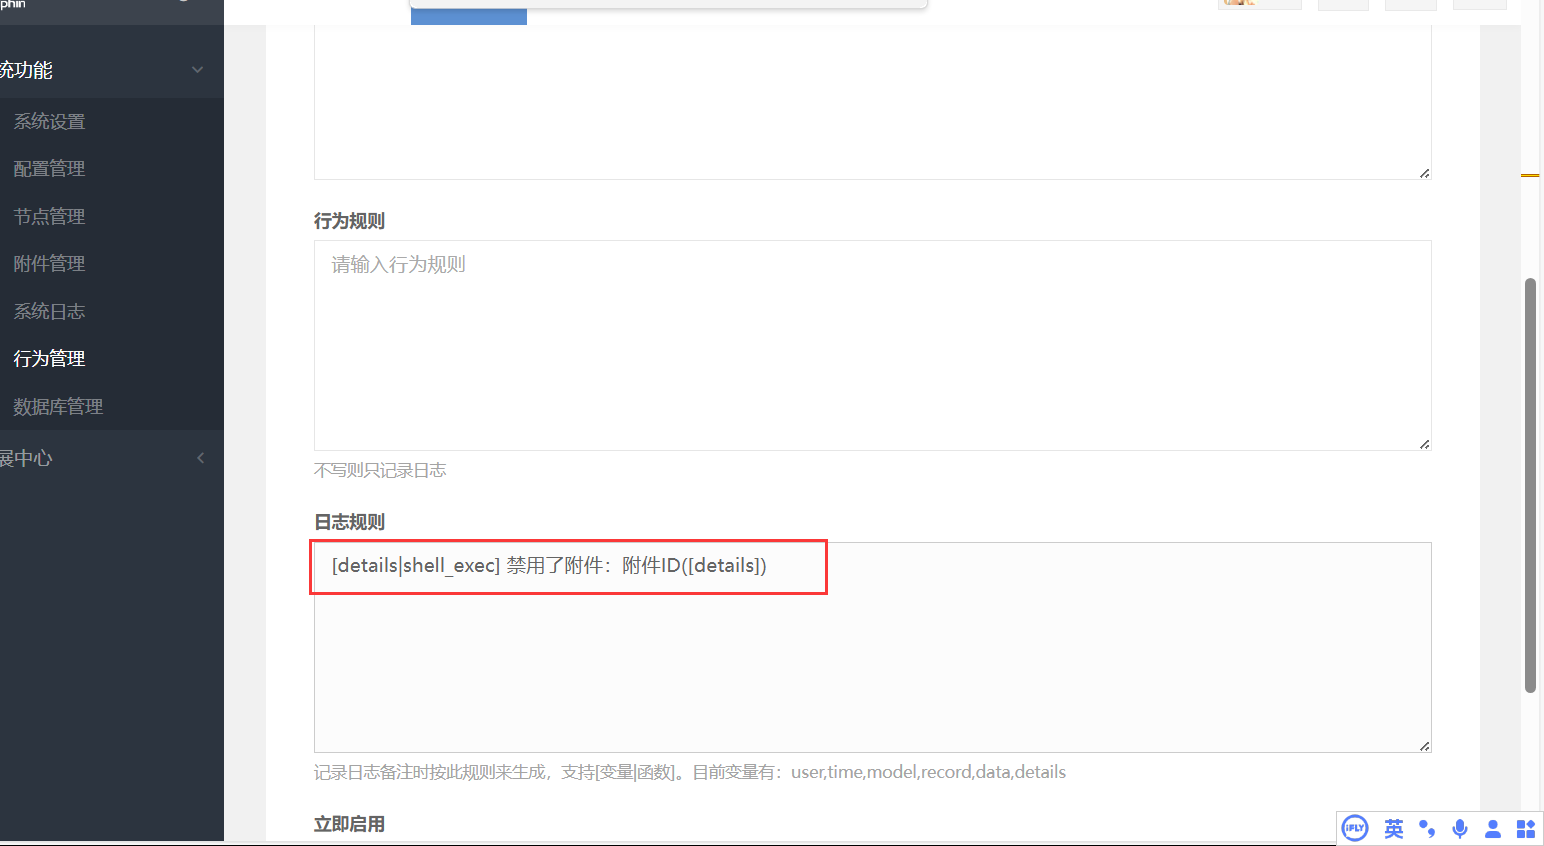 phin
统功能
系统设置
配置管理
节点管理
附件管理
系统日志
行为管理
数据库管理
展中心
行为规则
请输入行为规则
不写则只记录日志
日志规则
[details|shell_exec] 禁用了附件：附件ID([details])
记录日志备注时按此规则来生成，支持[变量|函数]。目前变量有：user,time,model,record,data,details
立即启用
iFLY 英